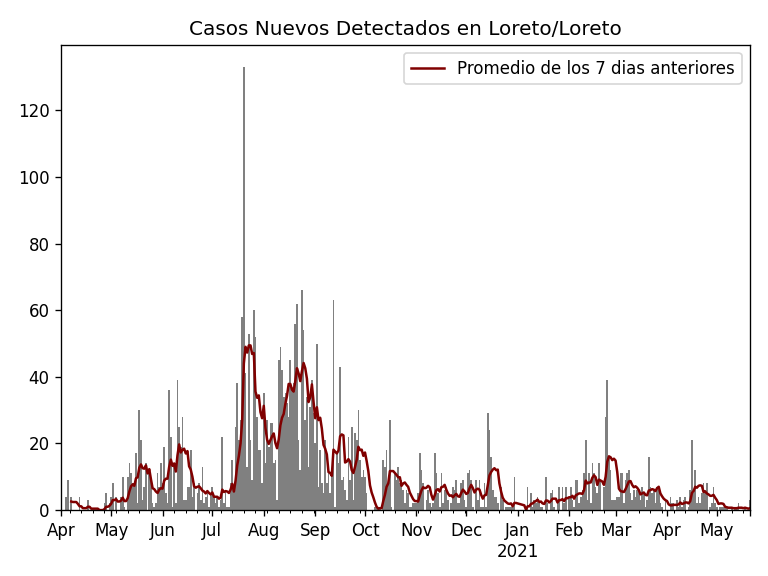 Casos Nuevos Detectados en Loreto/Loreto
Promedio de los 7 dias anteriores
120
100
80
60
40
20
0
Apr May Jun Jul Aug Sep Oct Nov Dec Jan Feb Mar Apr May
2021